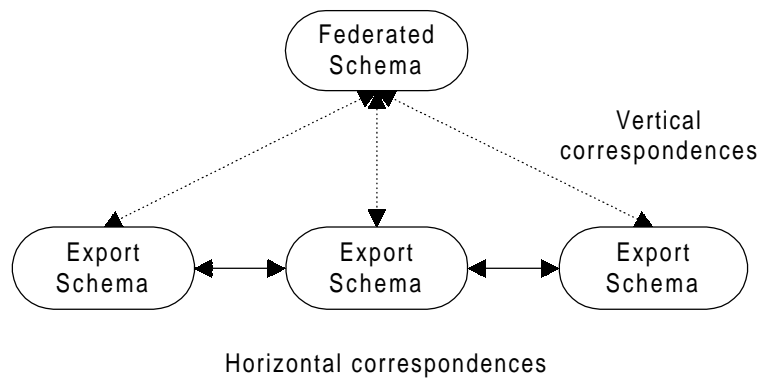 Federated
Schema
Vertical
correspondences
Export
Schema
Export
Schema
Export
Schema
Horizontal correspondences